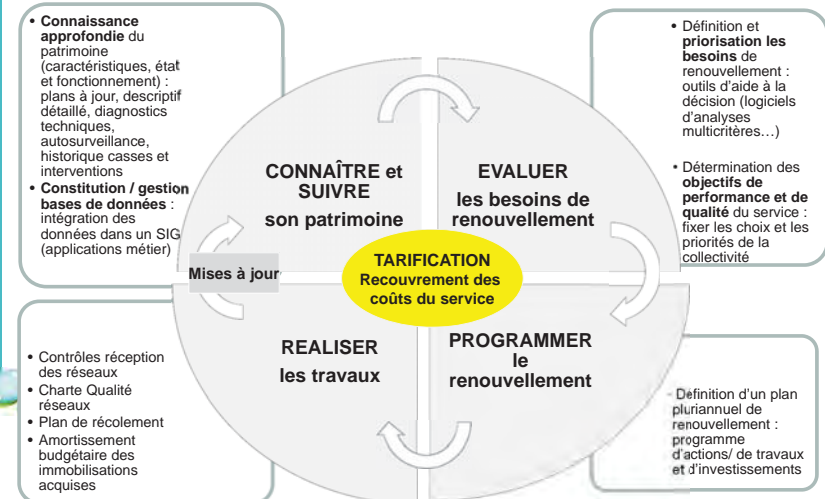 • Connaissance
approfondie du
patrimoine
(caractéristiques, état
et fonctionnement) :
plans à jour, descriptif
détaillé, diagnostics
techniques,
autosurveillance,
historique casses et
interventions
• Constitution / gestion
bases de données :
intégration des
données dans un SIG
(applications métier)
• Définition et
priorisation les
besoins de
renouvellement :
outils d'aide à la
décision (logiciels
d'analyses
multicritères…)
• Détermination des
objectifs de
performance et de
qualité du service :
fixer les choix et les
priorités de la
collectivité
CONNAÎTRE et
SUIVRE
son patrimoine
EVALUER
les besoins de
renouvellement
TARIFICATION
Recouvrement des
coûts du service
Mises à jour
REALISER
les travaux
PROGRAMMER
le
renouvellement
• Contrôles réception
des réseaux
• Charte Qualité
réseaux
• Plan de récolement
• Amortissement
budgétaire des
immobilisations
acquises
- Définition d'un plan
pluriannuel de
renouvellement :
programme
d'actions/ de travaux
et d'investissements